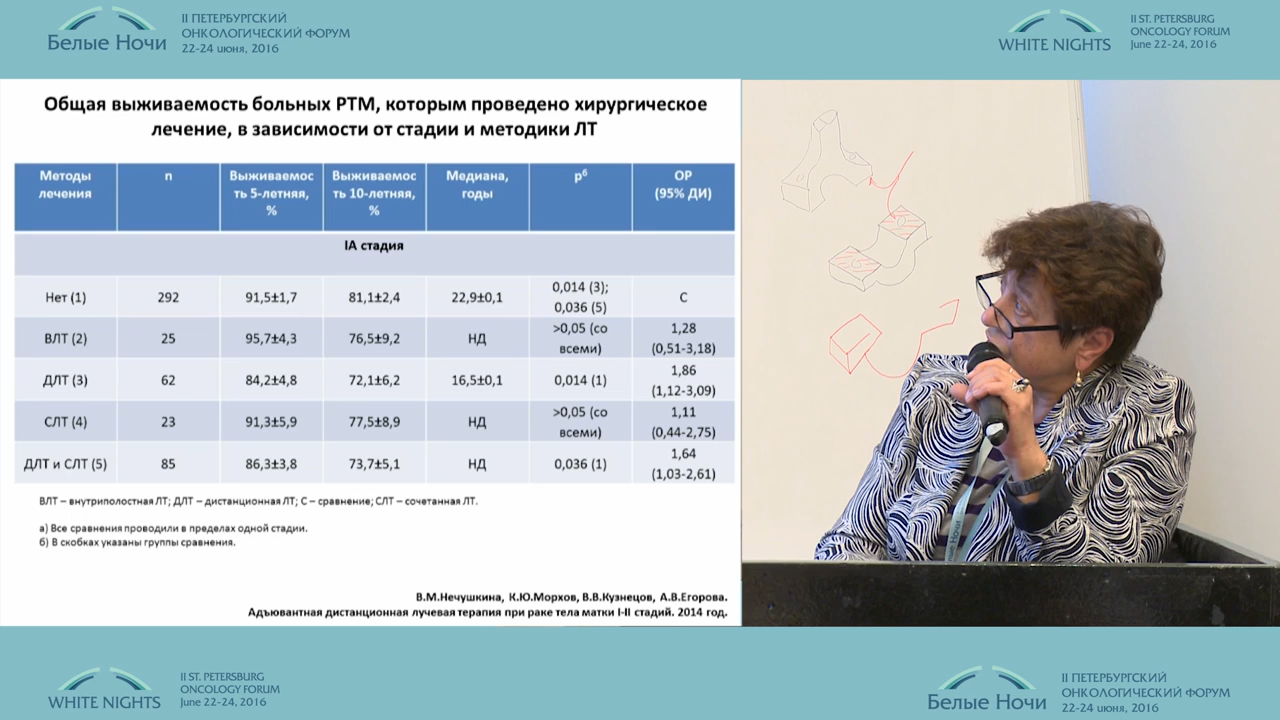 II ПЕТЕРБУРГСКИЙ
ОНКОЛОГИЧЕСКИЙ ФОРУМ
Белые Ночи
22-24 июня, 2016
II ST. PETERSBURG
ONCOLOGY FORUM
WHITE NIGHTS
June 22-24, 2016
Общая выживаемость больных РТМ, которым проведено хирургическое
лечение, в зависимости от стадии и методики ЛТ
Методы лечения n Выживаемос ть 5-летняя, % Выживаемос ть 10-летняя, % Медиана, годы pб ОР (95% ДИ)
IA стадия
Нет (1) 292 91,5±1,7 81,1±2,4 22,9±0,1 0,014 (3); 0,036 (5) С
ВЛТ (2) 25 95,7±4,3 76,5±9,2 НД >0,05 (со всеми) 1,28 (0,51-3,18)
ДЛТ (3) 62 84,2±4,8 72,1±6,2 16,5±0,1 0,014 (1) 1,86 (1,12-3,09)
СЛТ (4) 23 91,3±5,9 77,5±8,9 НД >0,05 (со всеми) 1,11 (0,44-2,75)
ДЛТ и СЛТ (5) 85 86,3±3,8 73,7±5,1 НД 0,036 (1) 1,64 (1,03-2,61)
ВЛТ – внутриполостная ЛТ; ДЛТ – дистанционная ЛТ; С – сравнение; СЛТ – сочетанная ЛТ.
а) Все сравнения проводили в пределах одной стадии.
б) В скобках указаны группы сравнения.
В.М.Нечушкина, К.Ю.Морхов, В.В.Кузнецов, А.В.Егорова.
Адъювантная дистанционная лучевая терапия при раке тела матки I-II стадий. 2014 год.
Белые Ночи
II ST. PETERSBURG
ONCOLOGY FORUM
WHITE NIGHTS
June 22-24, 2016
II ПЕТЕРБУРГСКИЙ
ОНКОЛОГИЧЕСКИЙ ФОРУМ
Белые Ночи
22-24 июня, 2016